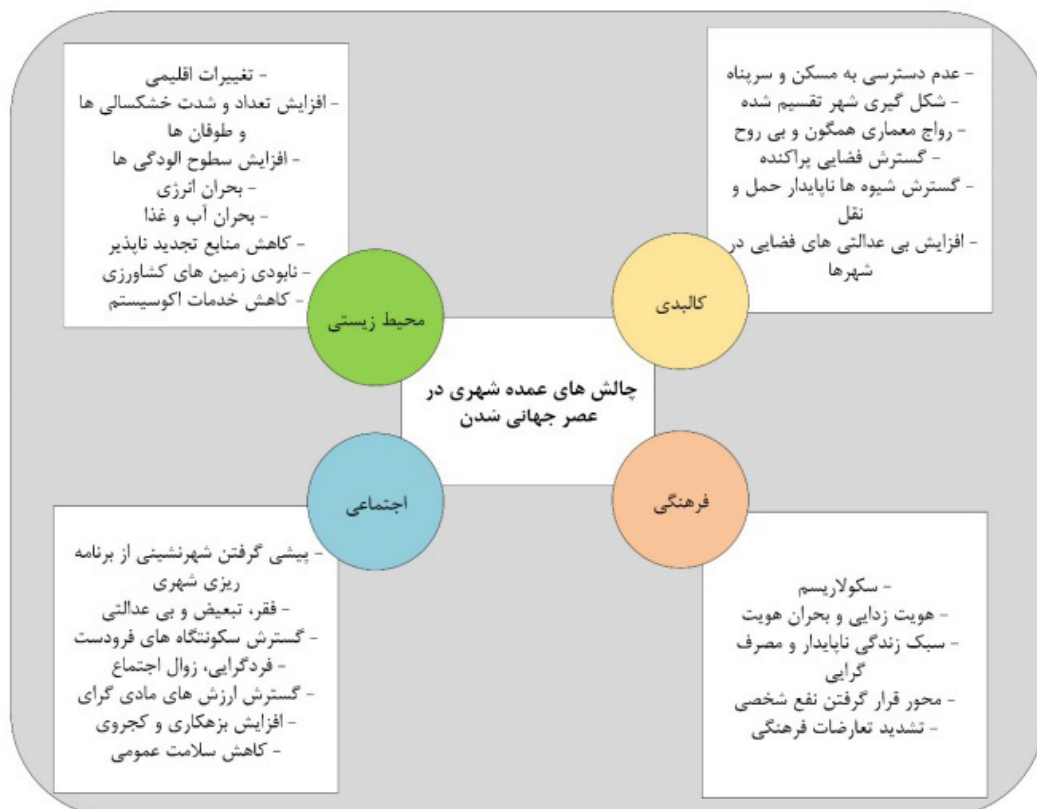 - عدم دسترسی به مسکن و سرپناه
- شکل گیری شهر تقسیم شده
- رواج معماری همگون و بی روح
- گسترش فضایی پراکنده
- گسترش شیوه ها ناپایدار حمل و
نقل
- افزایش بی عدالتی های فضایی در
شهرها
کالبدی
- تغییرات اقلیمی
- افزایش تعداد و شدت خشکسالی ها
و طوفان ها
- افزایش سطوح الودگی ها
- بحران انرژی
- بحران آب و غذا
- کاهش منابع تجدید ناپذیر
- نابودی زمین های کشاورزی
- کاهش خدمات اکوسیستم
محیط زیستی
چالش های عمده شهری در
عصر جهانی شدن
فرهنگی
- سکولاریسم
- هویت زدایی و بحران هویت
- سبک زندگی ناپایدار و مصرف
گرایی
- محور قرار گرفتن نفع شخصی
- تشدید تعارضات فرهنگی
اجتماعی
- پیشی گرفتن شهرنشینی از برنامه
ریزی شهری
- فقر، تبعیض و بی عدالتی
- گسترش سکونتگاه های فرودست
- فردگرایی، زوال اجتماع
- گسترش ارزش های مادی گرای
- افزایش بزهکاری و کجروی
- کاهش سلامت عمومی